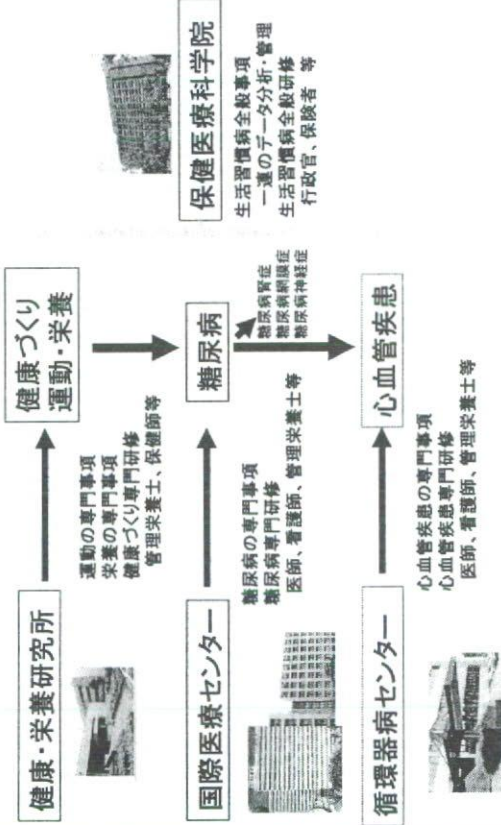 健康・栄養研究所
運動の専門事項
栄養の専門事項
健康づくり専門研修
管理栄養士、保健師等
健康づくり
運動・栄養
国際医療センター
糖尿病の専門事項
糖尿病専門研修
医師、看護師、管理栄養士等
糖尿病
糖尿病腎症
糖尿病網膜症
糖尿病神経症
循環器病センター
心血管疾患の専門事項
心血管疾患専門研修
医師、看護師、管理栄養士等
心血管疾患
保健医療科学院
生活習慣病全般事項
一連のデータ分析・管理
生活習慣病全般研修
行政官、保険者 等